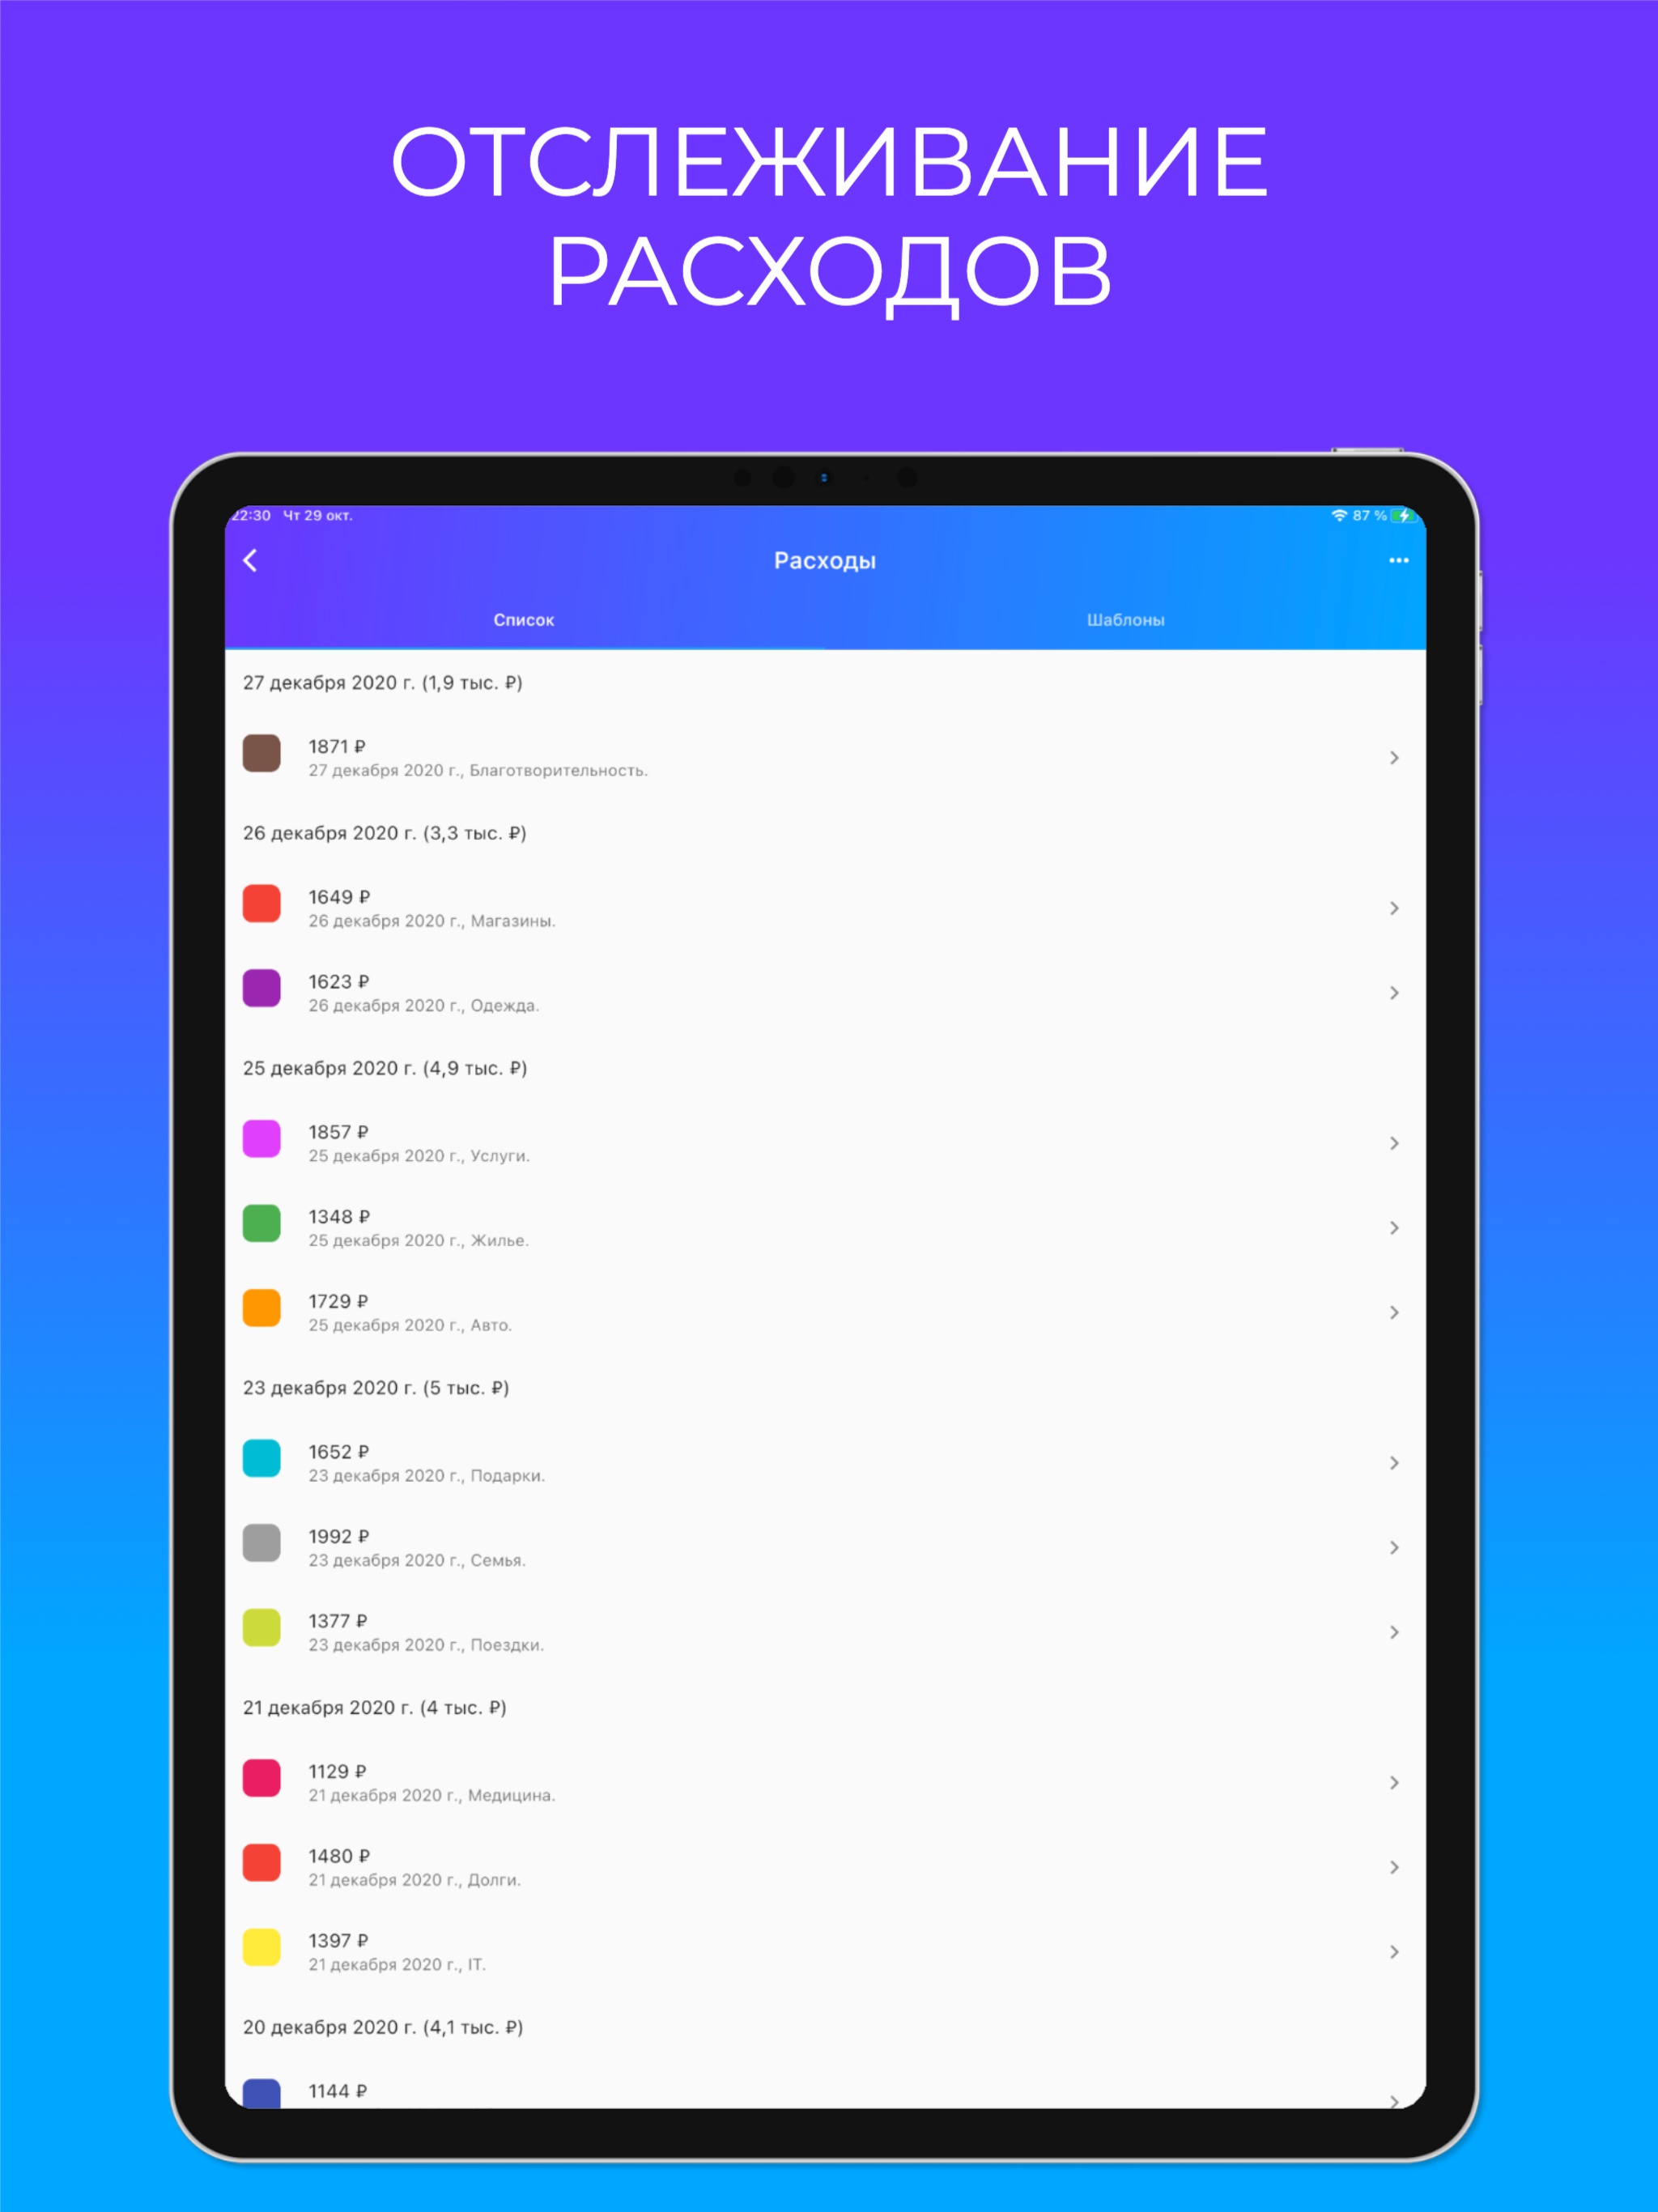 ОТСЛЕЖИВАНИЕ
РАСХОДОВ
22:30 Чт 29 окт. 87 %
Расходы
Список Шаблоны
27 декабря 2020 г. (1,9 тыс. ₽)
1871 ₽
27 декабря 2020 г., Благотворительность.
26 декабря 2020 г. (3,3 тыс. ₽)
1649 ₽
26 декабря 2020 г., Магазины.
1623 ₽
26 декабря 2020 г., Одежда.
25 декабря 2020 г. (4,9 тыс. ₽)
1857 ₽
25 декабря 2020 г., Услуги.
1348 ₽
25 декабря 2020 г., Жилье.
1729 ₽
25 декабря 2020 г., Авто.
23 декабря 2020 г. (5 тыс. ₽)
1652 ₽
23 декабря 2020 г., Подарки.
1992 ₽
23 декабря 2020 г., Семья.
1377 ₽
23 декабря 2020 г., Поездки.
21 декабря 2020 г. (4 тыс. ₽)
1129 ₽
21 декабря 2020 г., Медицина.
1480 ₽
21 декабря 2020 г., Долги.
1397 ₽
21 декабря 2020 г., IT.
20 декабря 2020 г. (4,1 тыс. ₽)
1144 ₽